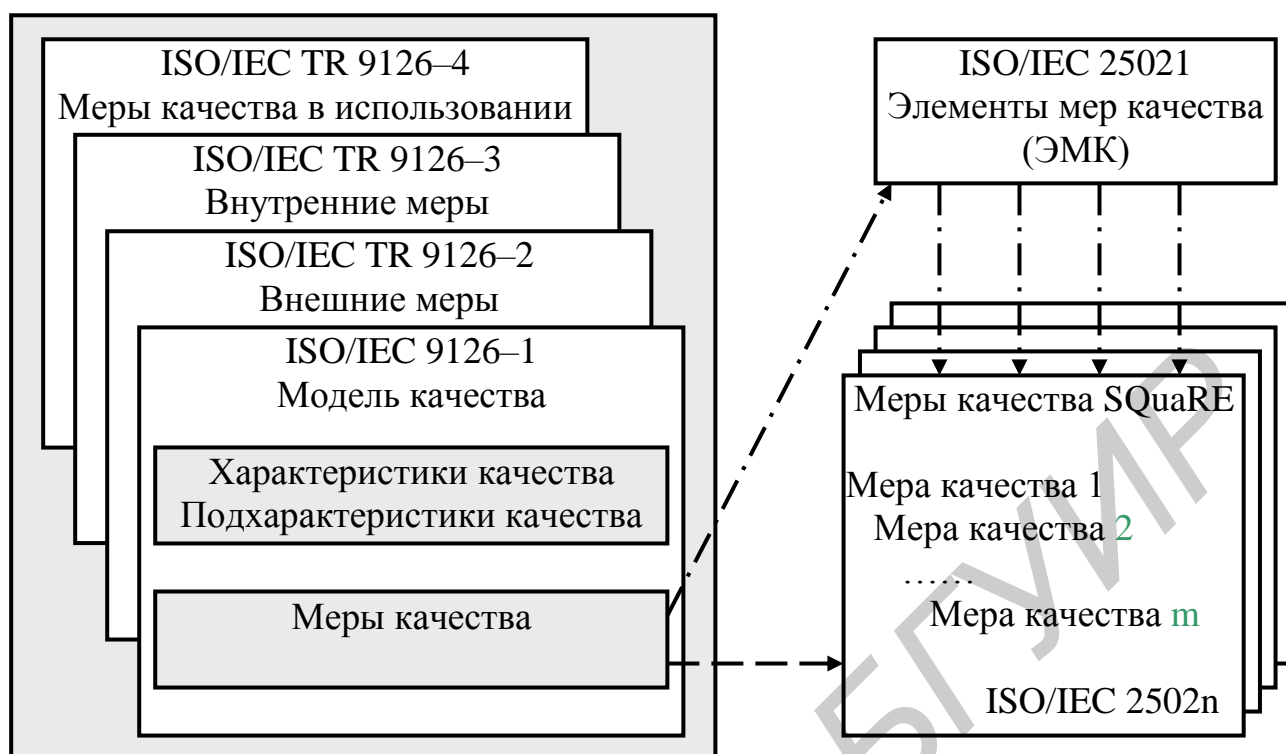 ISO/IEC TR 9126–4
Меры качества в использовании
ISO/IEC TR 9126–3
Внутренние меры
ISO/IEC TR 9126–2
Внешние меры
ISO/IEC 9126–1
Модель качества
Характеристики качества
Подхарактеристики качества
Меры качества
ISO/IEC 25021
Элементы мер качества
(ЭМК)
Меры качества SQuaRE
Мера качества 1
Мера качества 2
……
Мера качества m
ISO/IEC 2502n
БГУИР